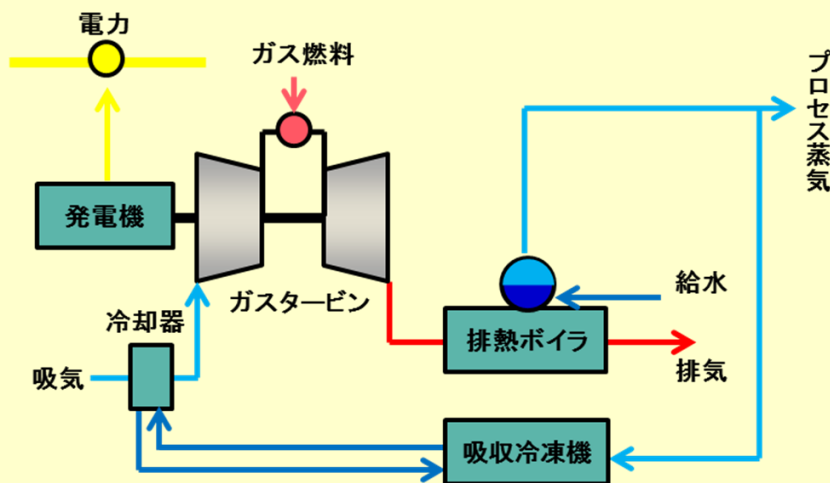 電力
ガス燃料
プロセス蒸気
発電機
ガスタービン
給水
冷却器
排熱ボイラ
吸気
排気
吸収冷凍機